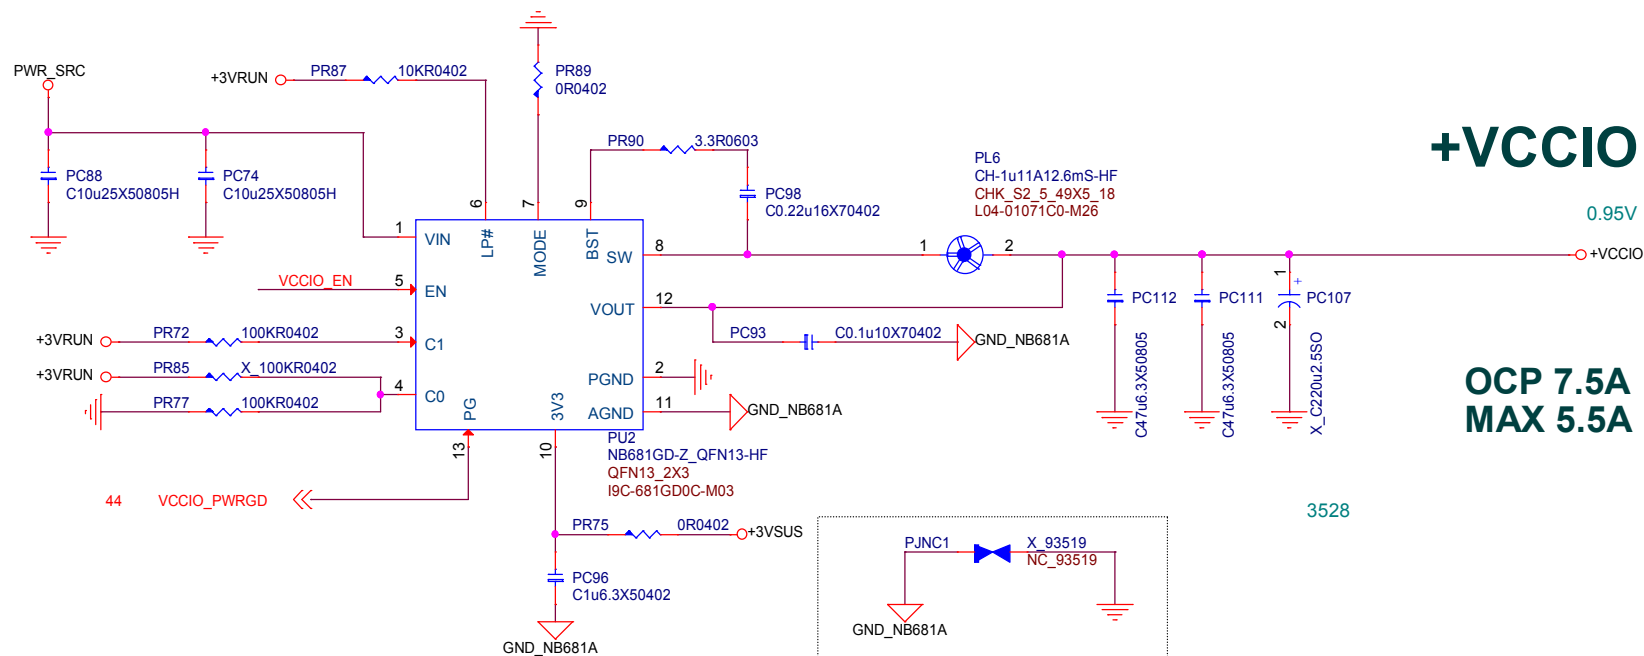 PWR_SRC
+3VRUN
PR87
10KR0402
PR89
0R0402
PR90
3.3R0603
PC88
C10u25X50805H
PC74
C10u25X50805H
PC98
C0.22u16X70402
PL6
CH-1u11A12.6mS-HF
CHK_S2_5_49X5_18
L04-01071C0-M26
+VCCIO
0.95V
6
7
9
1
VIN
LP#
MODE
BST
SW
8
1
2
+VCCIO
VCCIO_EN
5
EN
VOUT
12
PC112
C47u6.3X50805
PC111
C47u6.3X50805
1
+
PC107
2
X_C220u2.5SO
+3VRUN
PR72
100KR0402
3
C1
PC93
C0.1u10X70402
GND_NB681A
+3VRUN
PR85
X_100KR0402
4
C0
PR77
100KR0402
PGND
2
AGND
11
GND_NB681A
PG
3V3
13
10
OCP 7.5A
MAX 5.5A
PU2
NB681GD-Z_QFN13-HF
QFN13_2X3
I9C-681GD0C-M03
44
VCCIO_PWRGD
3528
PR75
0R0402
+3VSUS
PC96
C1u6.3X50402
GND_NB681A
PJNC1
X_93519
NC_93519
GND_NB681A